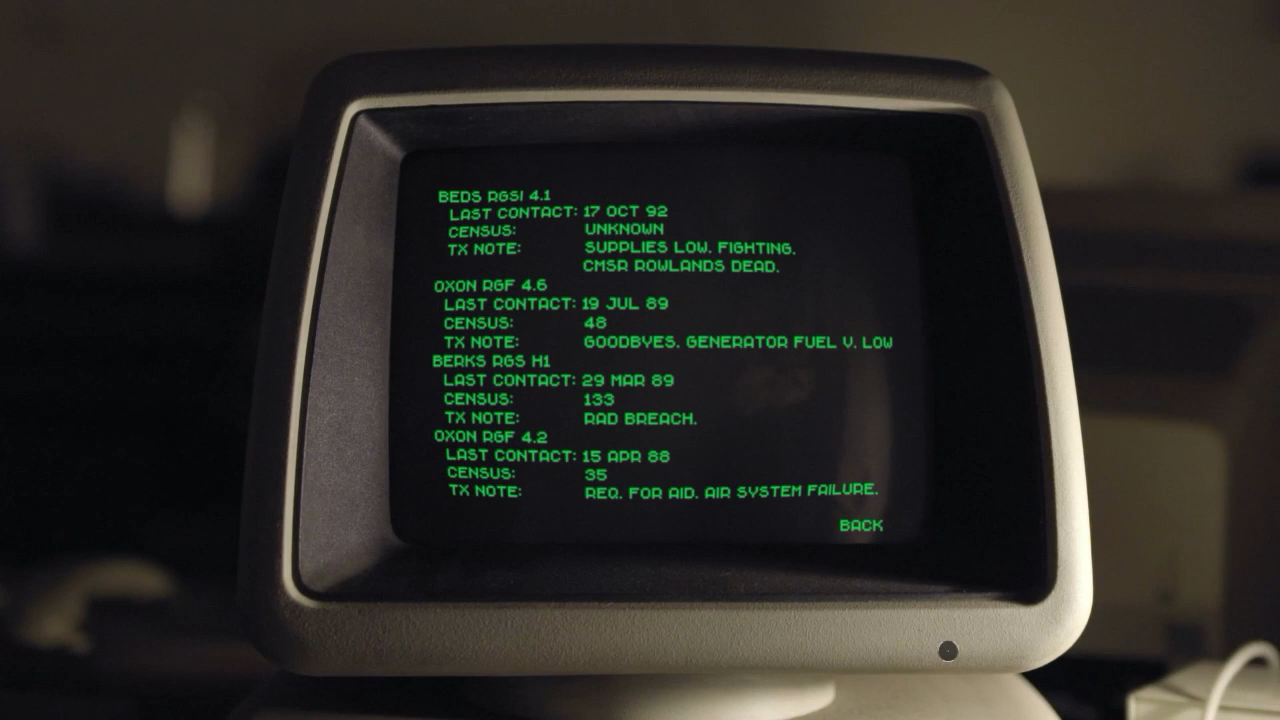 BEDS RGSI 4.1
LAST CONTACT: 17 OCT 92
CENSUS: UNKNOWN
TX NOTE: SUPPLIES LOW. FIGHTING.
CMSR ROWLANDS DEAD.
OXON RGF 4.6
LAST CONTACT: 19 JUL 89
CENSUS: 48
TX NOTE: GOODBYES. GENERATOR FUEL V. LOW
BERKS RGS H1
LAST CONTACT: 29 MAR 89
CENSUS: 133
TX NOTE: RAD BREACH.
OXON RGF 4.2
LAST CONTACT: 15 APR 88
CENSUS: 35
TX NOTE: REQ. FOR AID. AIR SYSTEM FAILURE.
BACK